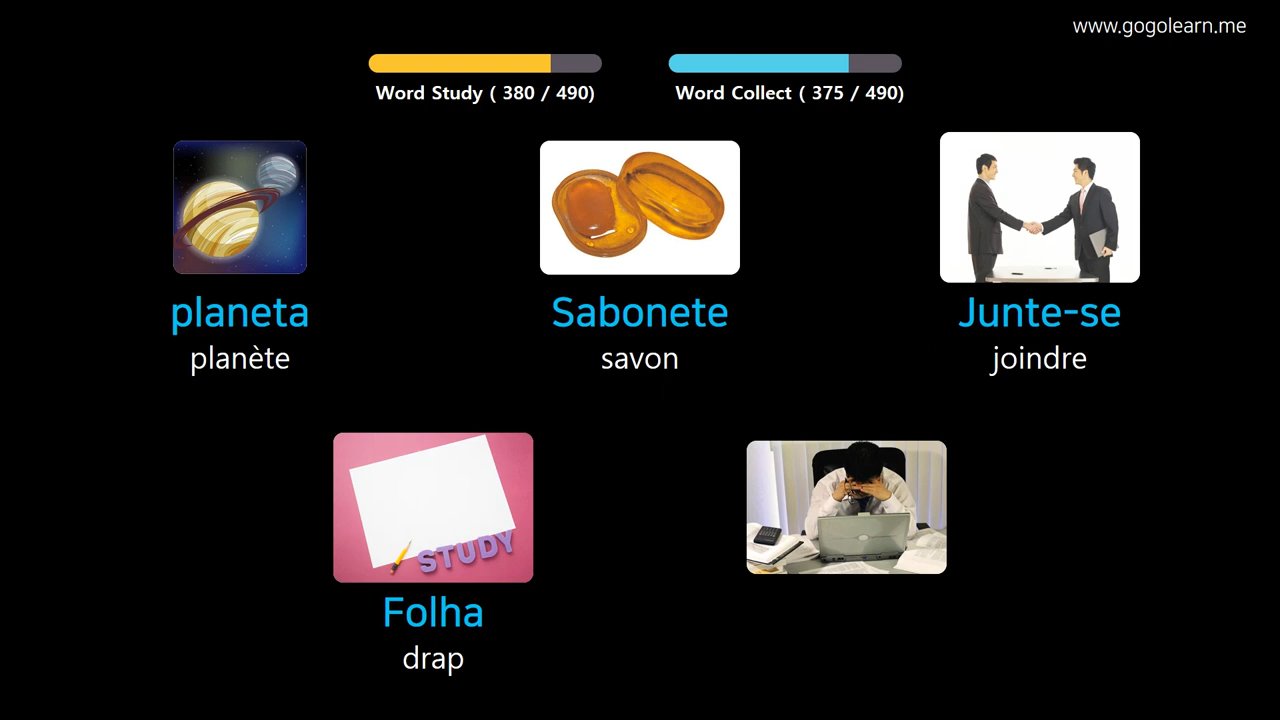 www.gogolearn.me
Word Study ( 380 / 490)
Word Collect ( 375 / 490)
planeta
planète
Sabonete
savon
Junte-se
joindre
STUDY
Folha
drap